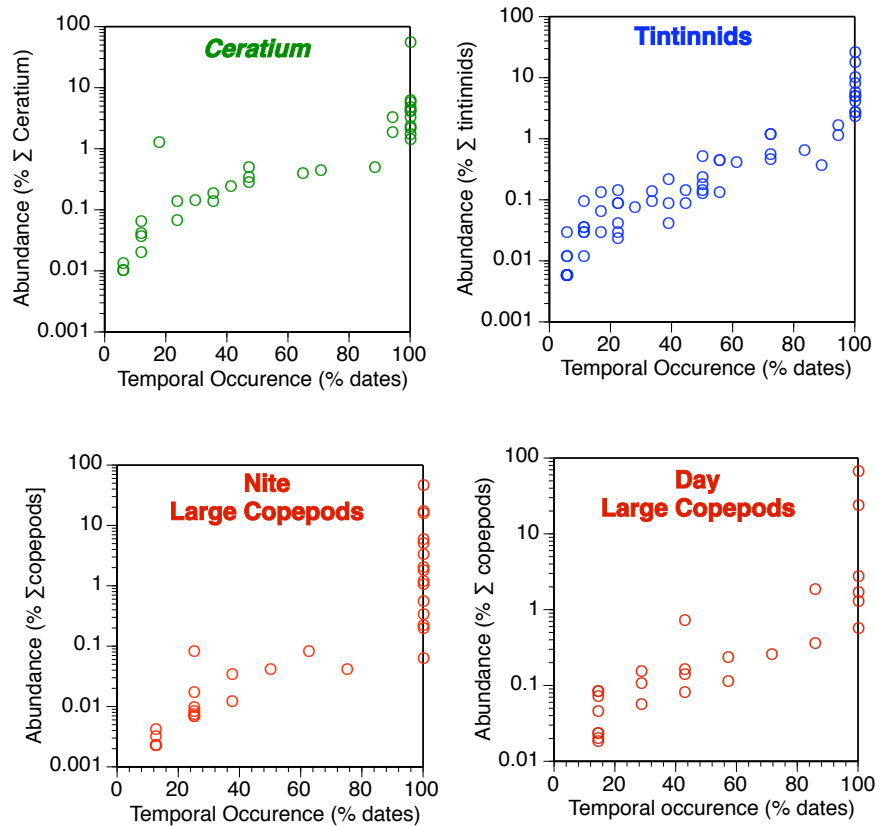 Ceratium
Abundance (% Σ Ceratium)
100
10
1
0.1
0.01
0.001
0 20 40 60 80 100
Temporal Occurence (% dates)
Tintinnids
Abundance (% Σ tintinnids)
100
10
1
0.1
0.01
0.001
0 20 40 60 80 100
Temporal Occurence (% dates)
Nite
Large Copepods
Abundance (% Σcopepods]
100
10
1
0.1
0.01
0.001
0 20 40 60 80 100
Temporal Occurence (% dates)
Day
Large Copepods
Abundance (% Σ copepods)
100
10
1
0.1
0.01
0 20 40 60 80 100
Temporal occurence (% dates)